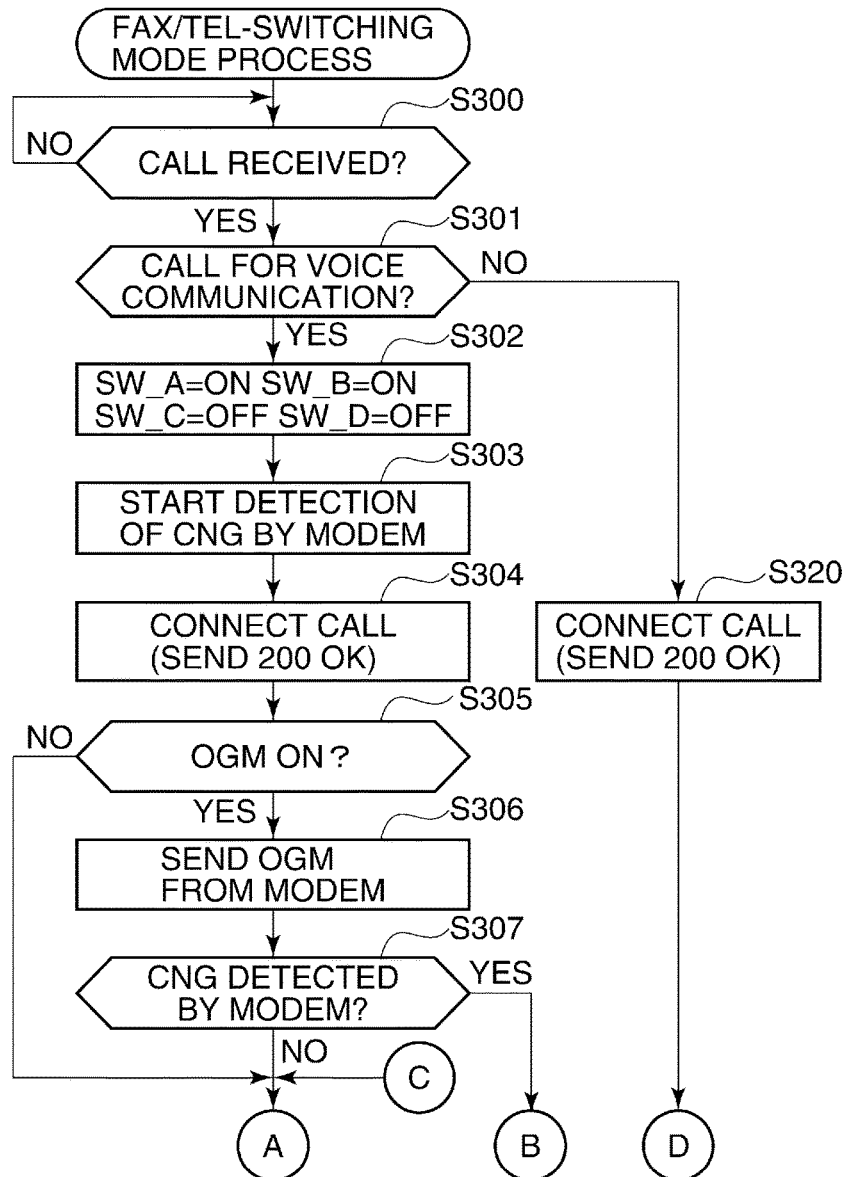 FAX/TEL-SWITCHING
MODE PROCESS
S300
NO
CALL RECEIVED?
YES
S301
CALL FOR VOICE
COMMUNICATION?
NO
YES
S302
SW_A=ON SW_B=ON
SW_C=OFF SW_D=OFF
S303
START DETECTION
OF CNG BY MODEM
S304
CONNECT CALL
(SEND 200 OK)
S320
CONNECT CALL
(SEND 200 OK)
S305
NO
OGM ON ?
YES
S306
SEND OGM
FROM MODEM
S307
CNG DETECTED
BY MODEM?
YES
NO
C
A
B
D